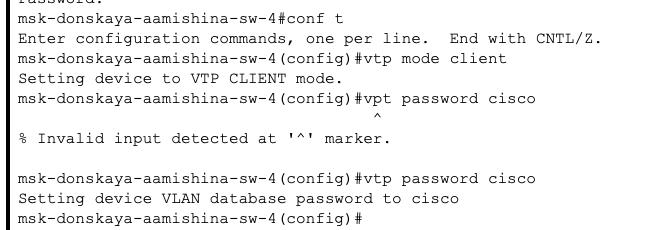 Password:
msk-donskaya-aamishina-sw-4#conf t
Enter configuration commands, one per line.  End with CNTL/Z.
msk-donskaya-aamishina-sw-4(config)#vtp mode client
Setting device to VTP CLIENT mode.
msk-donskaya-aamishina-sw-4(config)#vpt password cisco
^
% Invalid input detected at '^' marker.
msk-donskaya-aamishina-sw-4(config)#vtp password cisco
Setting device VLAN database password to cisco
msk-donskaya-aamishina-sw-4(config)#